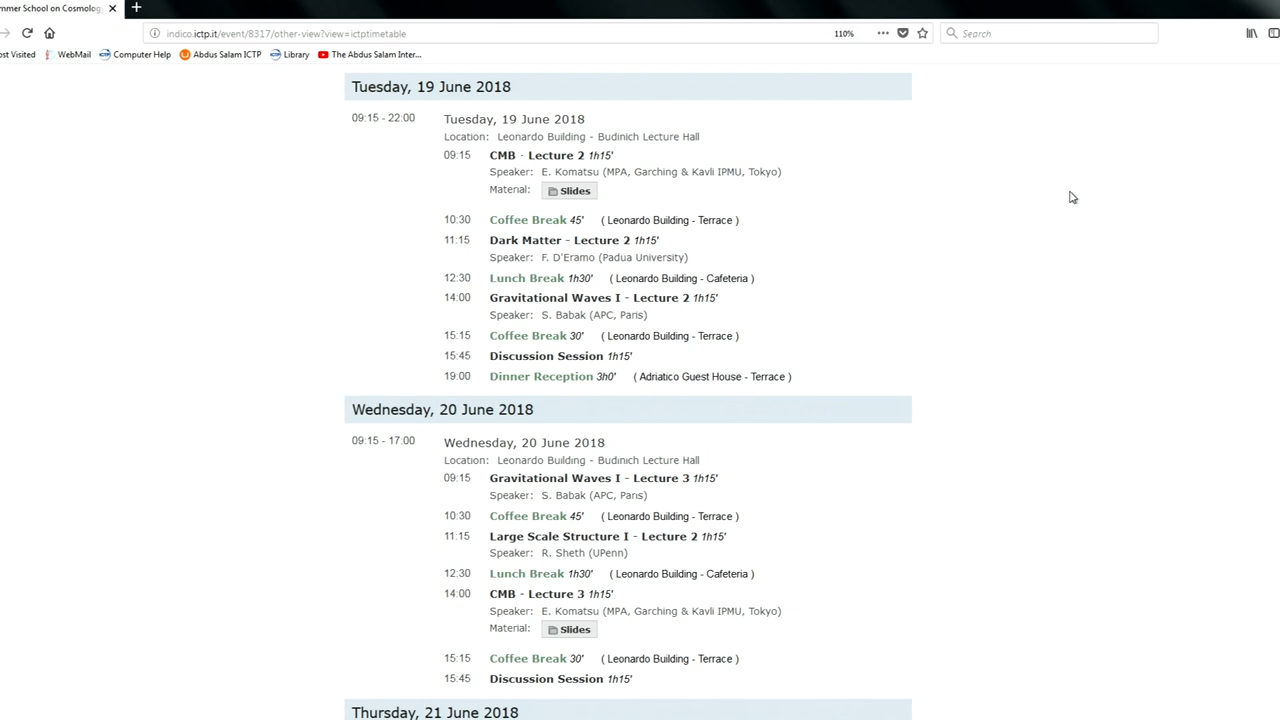 mmer School on Cosmolog
indico.ictp.it/event/8317/other-view?view=ictptimetable
110%
Search
ost Visited WebMail Computer Help Abdus Salam ICTP Library The Abdus Salam Inter...
Tuesday, 19 June 2018
09:15 - 22:00 Tuesday, 19 June 2018
Location: Leonardo Building - Budinich Lecture Hall
09:15 CMB - Lecture 2 1h15'
Speaker: E. Komatsu (MPA, Garching & Kavli IPMU, Tokyo)
Material: Slides
10:30 Coffee Break 45' ( Leonardo Building - Terrace )
11:15 Dark Matter - Lecture 2 1h15'
Speaker: F. D'Eramo (Padua University)
12:30 Lunch Break 1h30' ( Leonardo Building - Cafeteria )
14:00 Gravitational Waves I - Lecture 2 1h15'
Speaker: S. Babak (APC, Paris)
15:15 Coffee Break 30' ( Leonardo Building - Terrace )
15:45 Discussion Session 1h15'
19:00 Dinner Reception 3h0' ( Adriatico Guest House - Terrace )
Wednesday, 20 June 2018
09:15 - 17:00 Wednesday, 20 June 2018
Location: Leonardo Building - Budinich Lecture Hall
09:15 Gravitational Waves I - Lecture 3 1h15'
Speaker: S. Babak (APC, Paris)
10:30 Coffee Break 45' ( Leonardo Building - Terrace )
11:15 Large Scale Structure I - Lecture 2 1h15'
Speaker: R. Sheth (UPenn)
12:30 Lunch Break 1h30' ( Leonardo Building - Cafeteria )
14:00 CMB - Lecture 3 1h15'
Speaker: E. Komatsu (MPA, Garching & Kavli IPMU, Tokyo)
Material: Slides
15:15 Coffee Break 30' ( Leonardo Building - Terrace )
15:45 Discussion Session 1h15'
Thursday, 21 June 2018